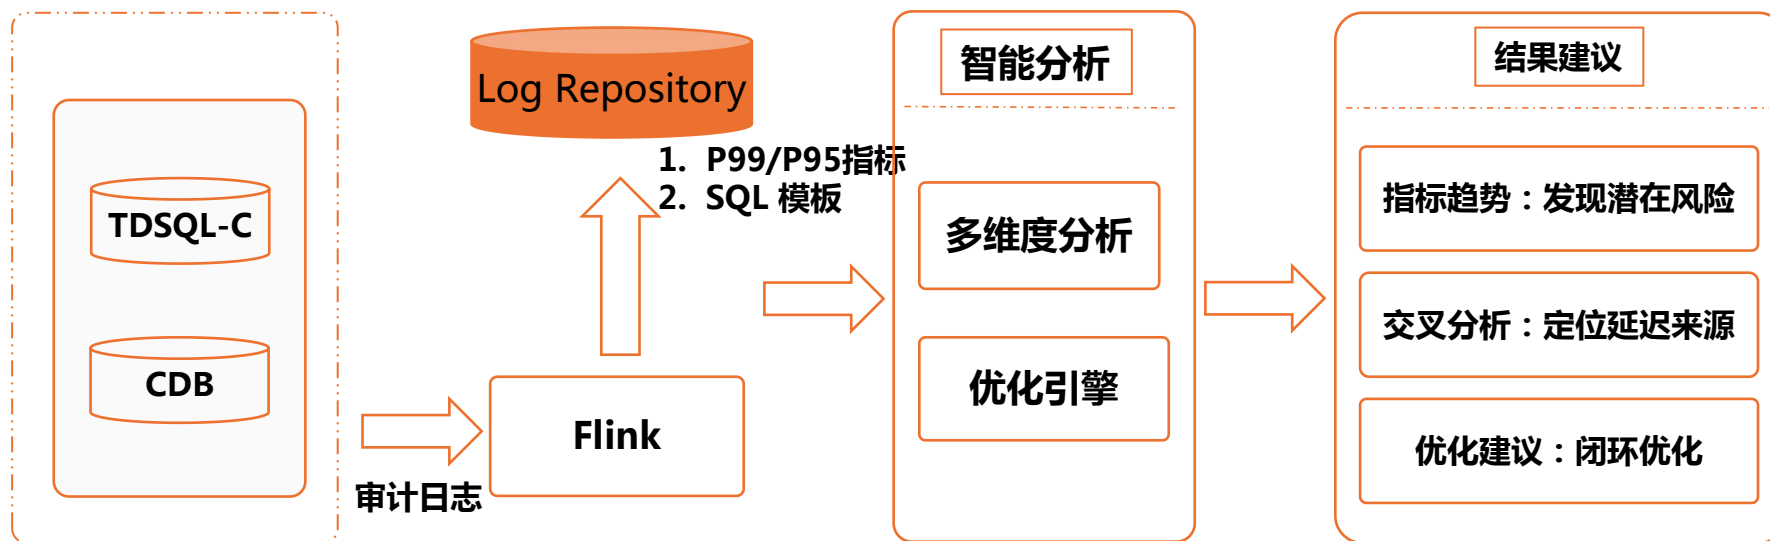 TDSQL-C
CDB
审计日志
Log Repository
1. P99/P95指标
2. SQL 模板
Flink
智能分析
多维度分析
优化引擎
结果建议
指标趋势：发现潜在风险
交叉分析：定位延迟来源
优化建议：闭环优化